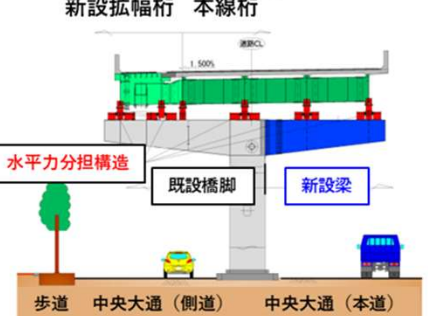 新設拡幅桁 本線桁
道路CL
1.500%
水平力分担構造
既設橋脚
新設梁
歩道 中央大通（側道） 中央大通（本道）